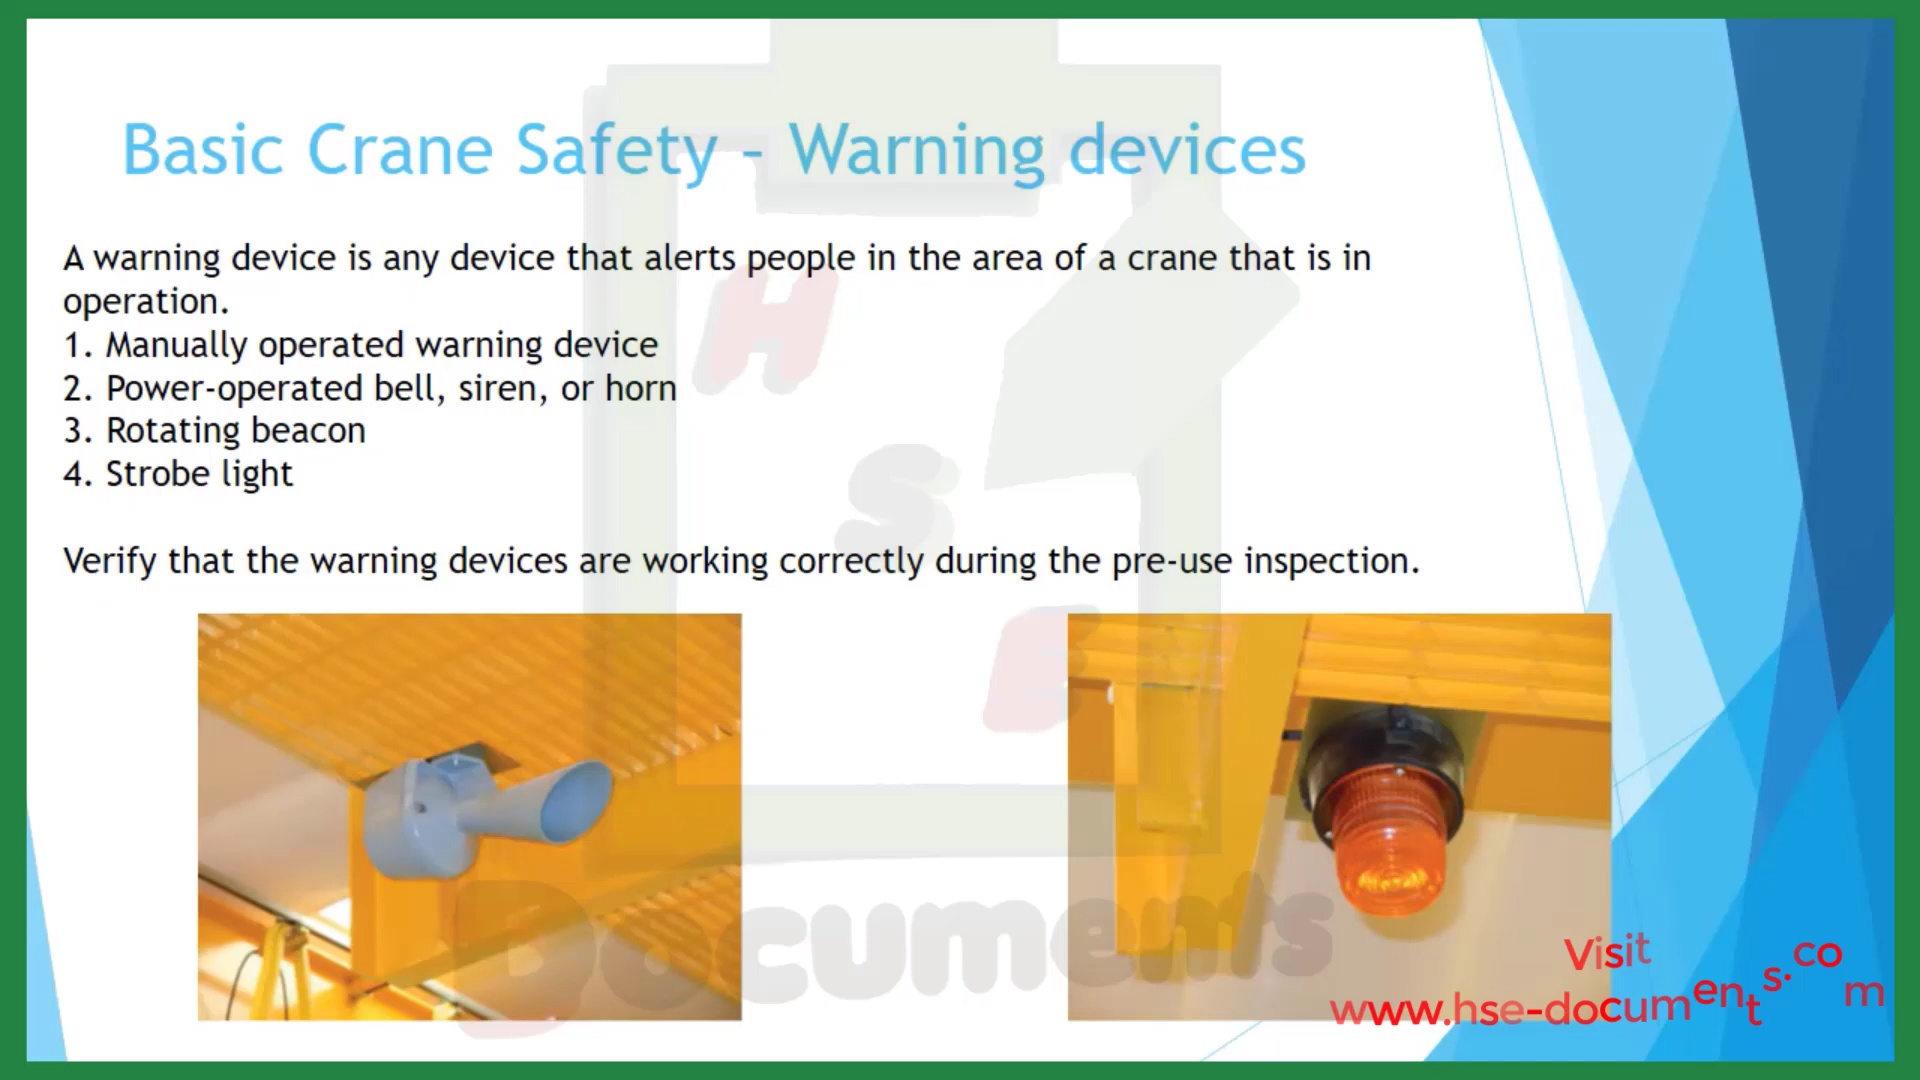 Basic Crane Safety - Warning devices
A warning device is any device that alerts people in the area of a crane that is in
operation.
1. Manually operated warning device
2. Power-operated bell, siren, or horn
3. Rotating beacon
4. Strobe light
Verify that the warning devices are working correctly during the pre-use inspection.
H
S
E
Documents
Visit
www.hse-documents.com